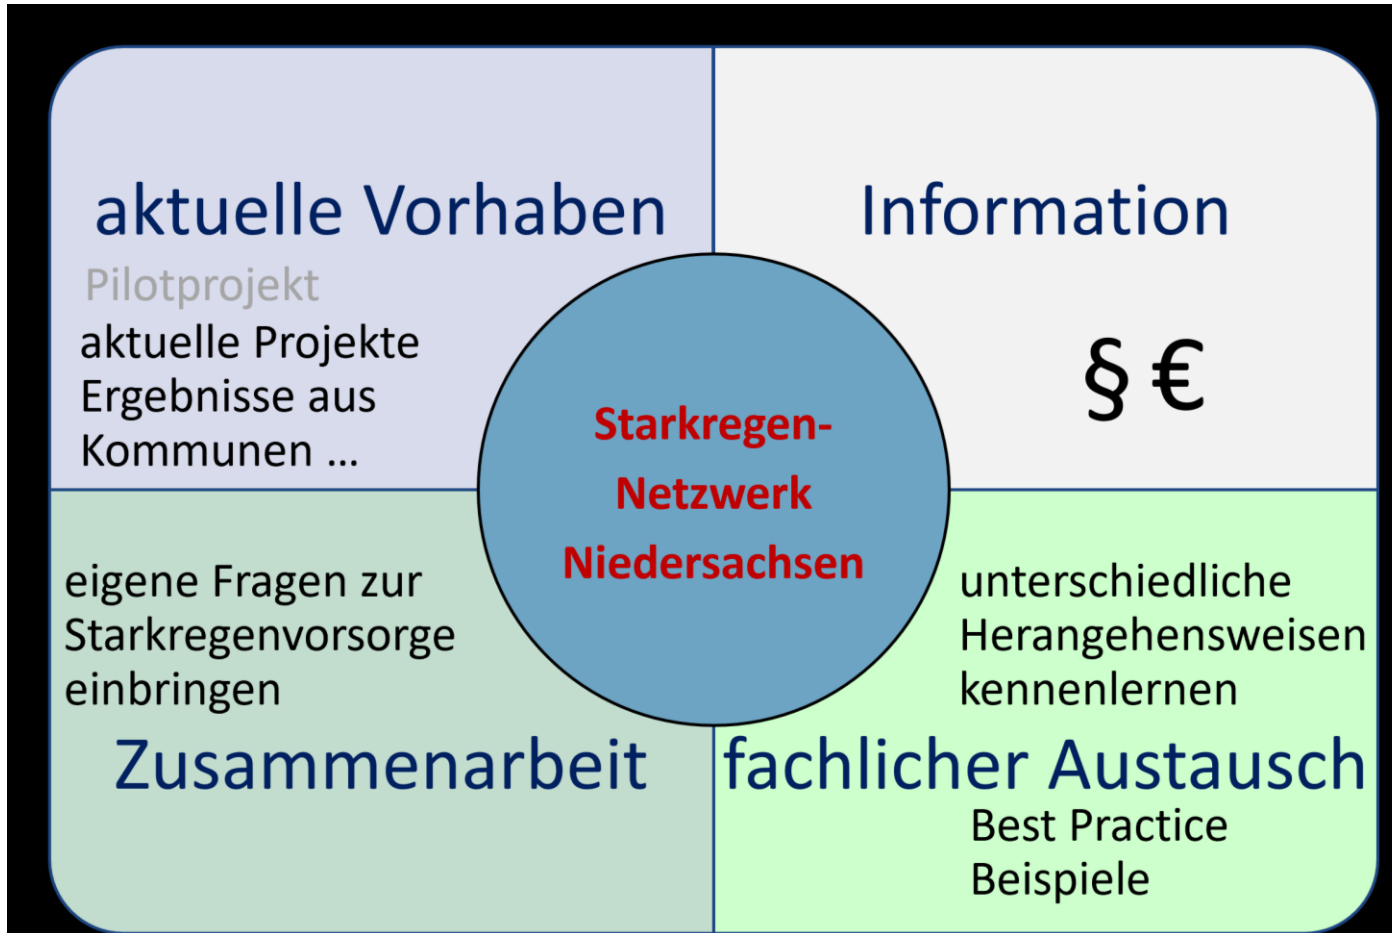 aktuelle Vorhaben
Pilotprojekt
aktuelle Projekte
Ergebnisse aus
Kommunen ...
Information
§ €
Starkregen-
Netzwerk
Niedersachsen
eigene Fragen zur
Starkregenvorsorge
einbringen
Zusammenarbeit
unterschiedliche
Herangehensweisen
kennenlernen
fachlicher Austausch
Best Practice
Beispiele